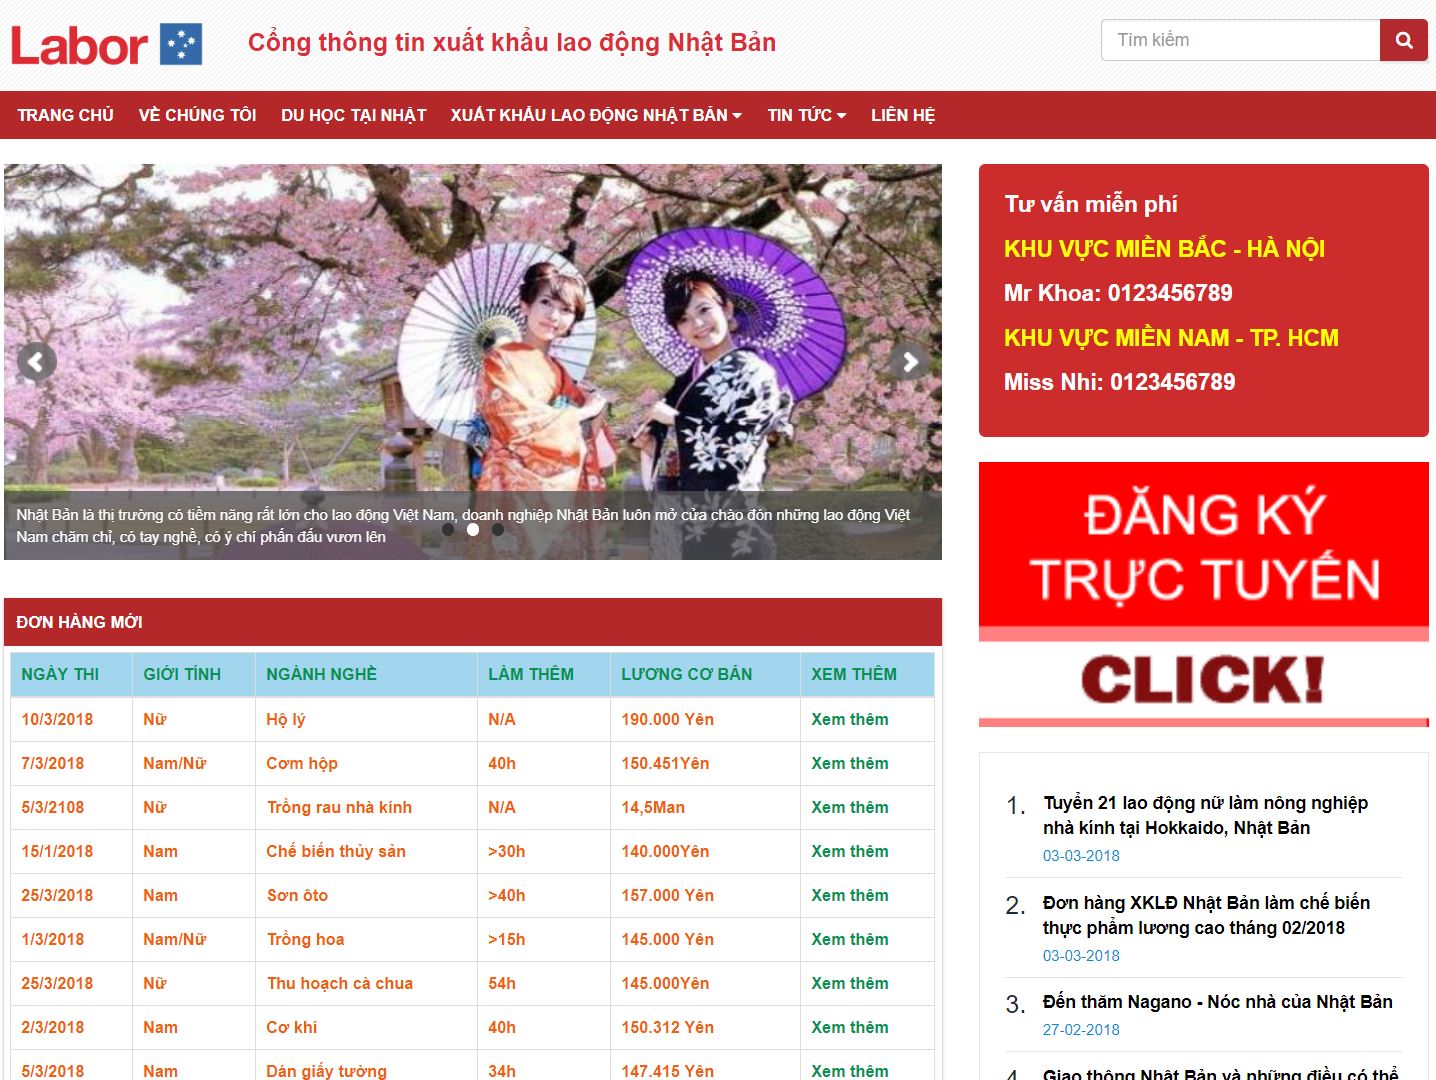 Labor
Cổng thông tin xuất khẩu lao động Nhật Bản
Tìm kiếm
TRANG CHỦ VỀ CHÚNG TÔI DU HỌC TẠI NHẬT XUẤT KHẨU LAO ĐỘNG NHẬT BẢN TIN TỨC LIÊN HỆ
Nhật Bản là thị trường có tiềm năng rất lớn cho lao động Việt Nam, doanh nghiệp Nhật Bản luôn mở cửa chào đón những lao động Việt
Nam chăm chỉ, có tay nghề, có ý chí phấn đấu vươn lên
Tư vấn miễn phí
KHU VỰC MIỀN BẮC - HÀ NỘI
Mr Khoa: 0123456789
KHU VỰC MIỀN NAM - TP. HCM
Miss Nhi: 0123456789
ĐĂNG KÝ
TRỰC TUYẾN
CLICK!
ĐƠN HÀNG MỚI
NGÀY THI GIỚI TÍNH NGÀNH NGHỀ LÀM THÊM LƯƠNG CƠ BẢN XEM THÊM
10/3/2018 Nữ Hộ lý N/A 190.000 Yên Xem thêm
7/3/2018 Nam/Nữ Cơm hộp 40h 150.451Yên Xem thêm
5/3/2108 Nữ Trồng rau nhà kính N/A 14,5Man Xem thêm
15/1/2018 Nam Chế biến thủy sản >30h 140.000Yên Xem thêm
25/3/2018 Nam Sơn ôto >40h 157.000 Yên Xem thêm
1/3/2018 Nam/Nữ Trồng hoa >15h 145.000 Yên Xem thêm
25/3/2018 Nữ Thu hoạch cà chua 54h 145.000Yên Xem thêm
2/3/2018 Nam Cơ khí 40h 150.312 Yên Xem thêm
5/3/2018 Nam Dán giấy tường 34h 147.415 Yên Xem thêm
1. Tuyển 21 lao động nữ làm nông nghiệp
nhà kính tại Hokkaido, Nhật Bản
03-03-2018
2. Đơn hàng XKLĐ Nhật Bản làm chế biến
thực phẩm lương cao tháng 02/2018
03-03-2018
3. Đến thăm Nagano - Nóc nhà của Nhật Bản
27-02-2018
4. Giao thông Nhật Bản và những điều có thể